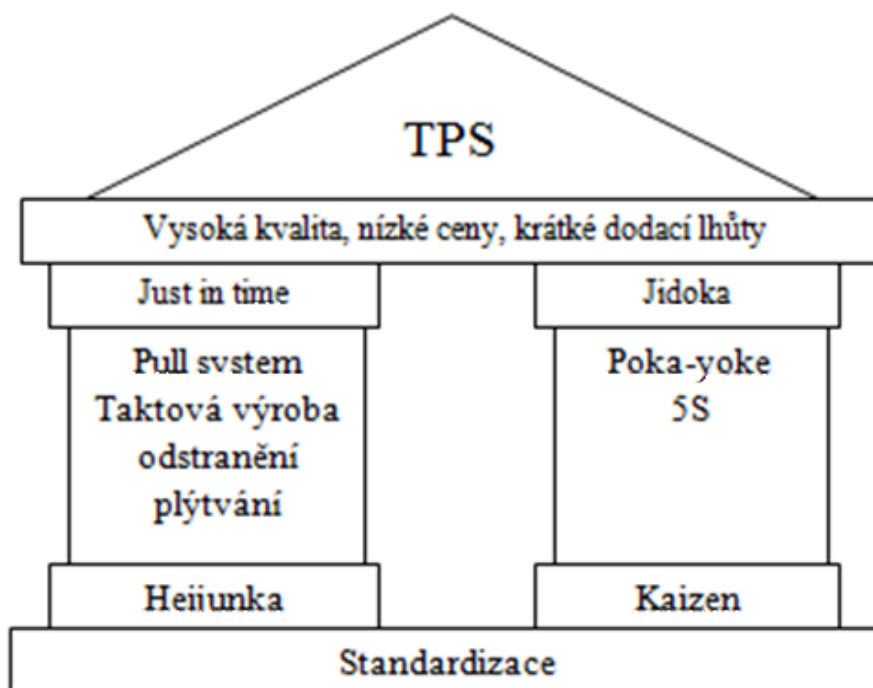 TPS
Vysoká kvalita, nízké ceny, krátké dodací lhůty
Just in time
Jidoka
Pull system
Taktová výroba
odstranění
plýtvání
Poka-yoke
5S
Heijunka
Kaizen
Standardizace